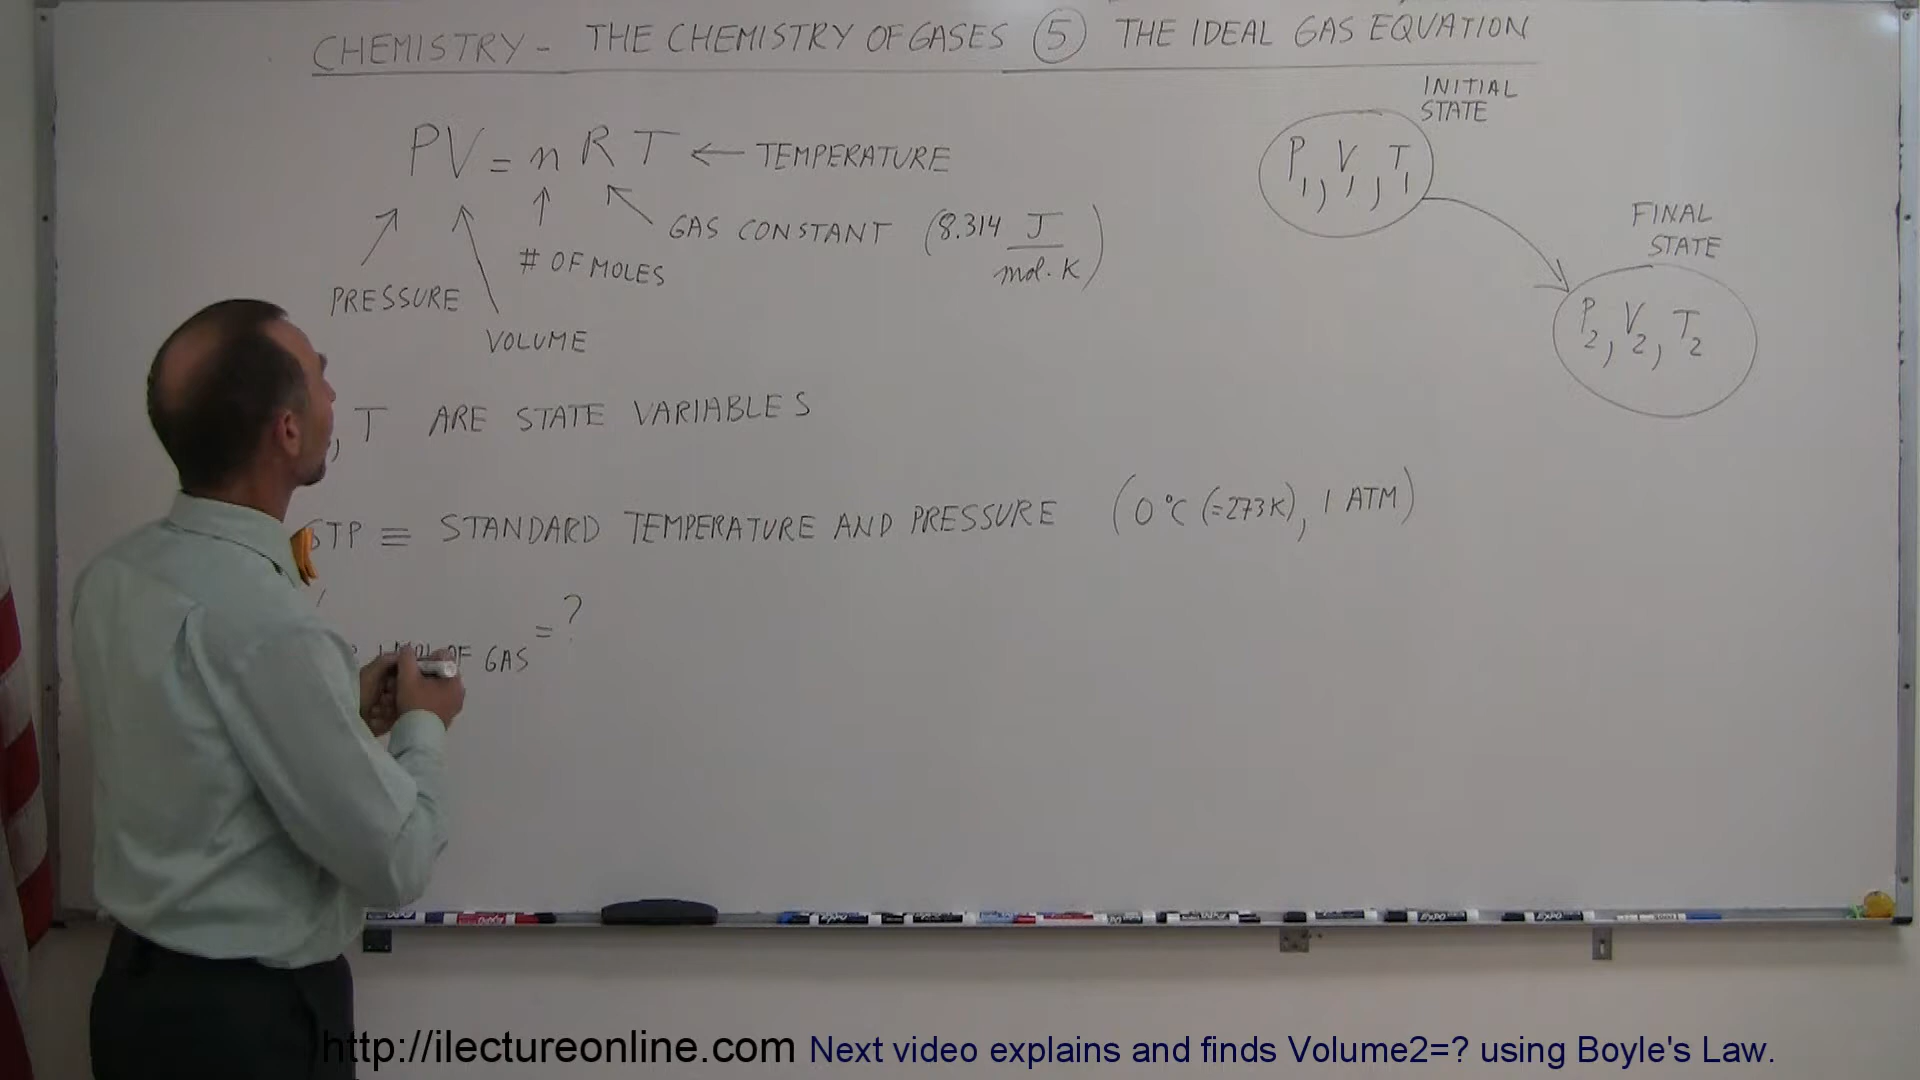 CHEMISTRY - THE CHEMISTRY OF GASES 5 THE IDEAL GAS EQUATION
INITIAL
STATE
PV = nRT ← TEMPERATURE
P1, V1, T1
GAS CONSTANT (8.314 J/mol·K)
# OF MOLES
PRESSURE
VOLUME
FINAL
STATE
P2, V2, T2
, T ARE STATE VARIABLES
STP ≡ STANDARD TEMPERATURE AND PRESSURE (0°C (=273K), 1 ATM)
= ?
1 MOL OF GAS
http://ilectureonline.com Next video explains and finds Volume2=? using Boyle's Law.